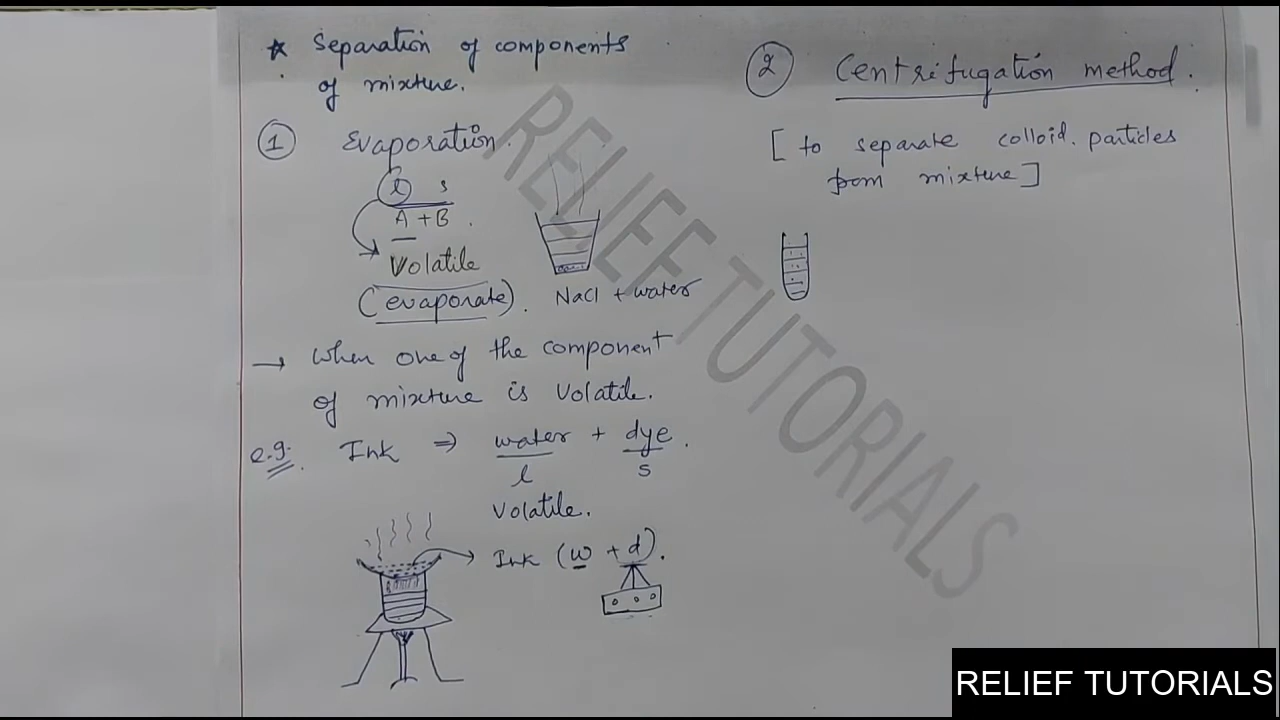 * Separation of components
of mixture.
1 Evaporation.
l s
A + B.
Volatile
(evaporate).
NaCl + water
→ When one of the component
of mixture is Volatile.
e.g. Ink ⇒ water + dye.
l s
Volatile.
Ink (w + d).
2 Centrifugation method.
[ to separate colloid particles
from mixture ]
RELIEF TUTORIALS
RELIEF TUTORIALS